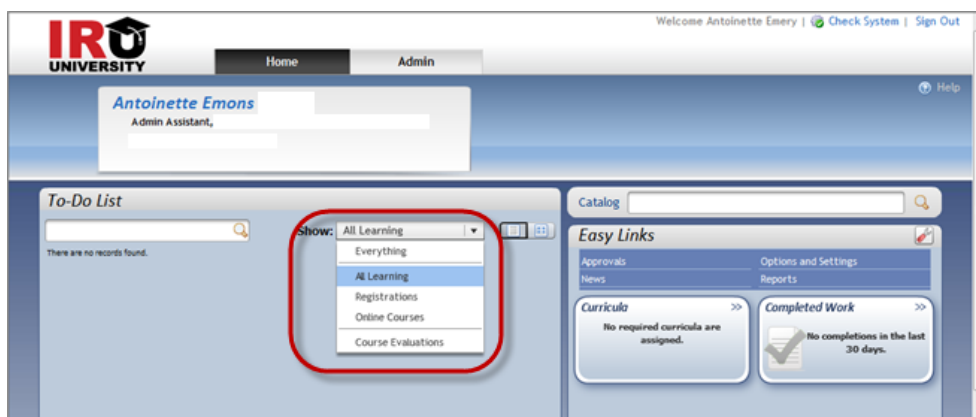 Welcome Antoinette Emery | Check System | Sign Out
IRU
UNIVERSITY
Home Admin
Help
Antoinette Emons
Admin Assistant,
To-Do List
There are no records found.
Show: All Learning
Everything
All Learning
Registrations
Online Courses
Course Evaluations
Catalog
Easy Links
Approvals Options and Settings
News Reports
Curricula >>
No required curricula are
assigned.
Completed Work >>
No completions in the last
30 days.